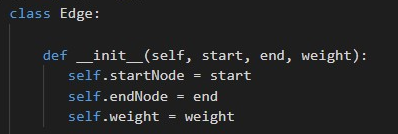 class Edge:
    def __init__(self, start, end, weight):
        self.startNode = start
        self.endNode = end
        self.weight = weight